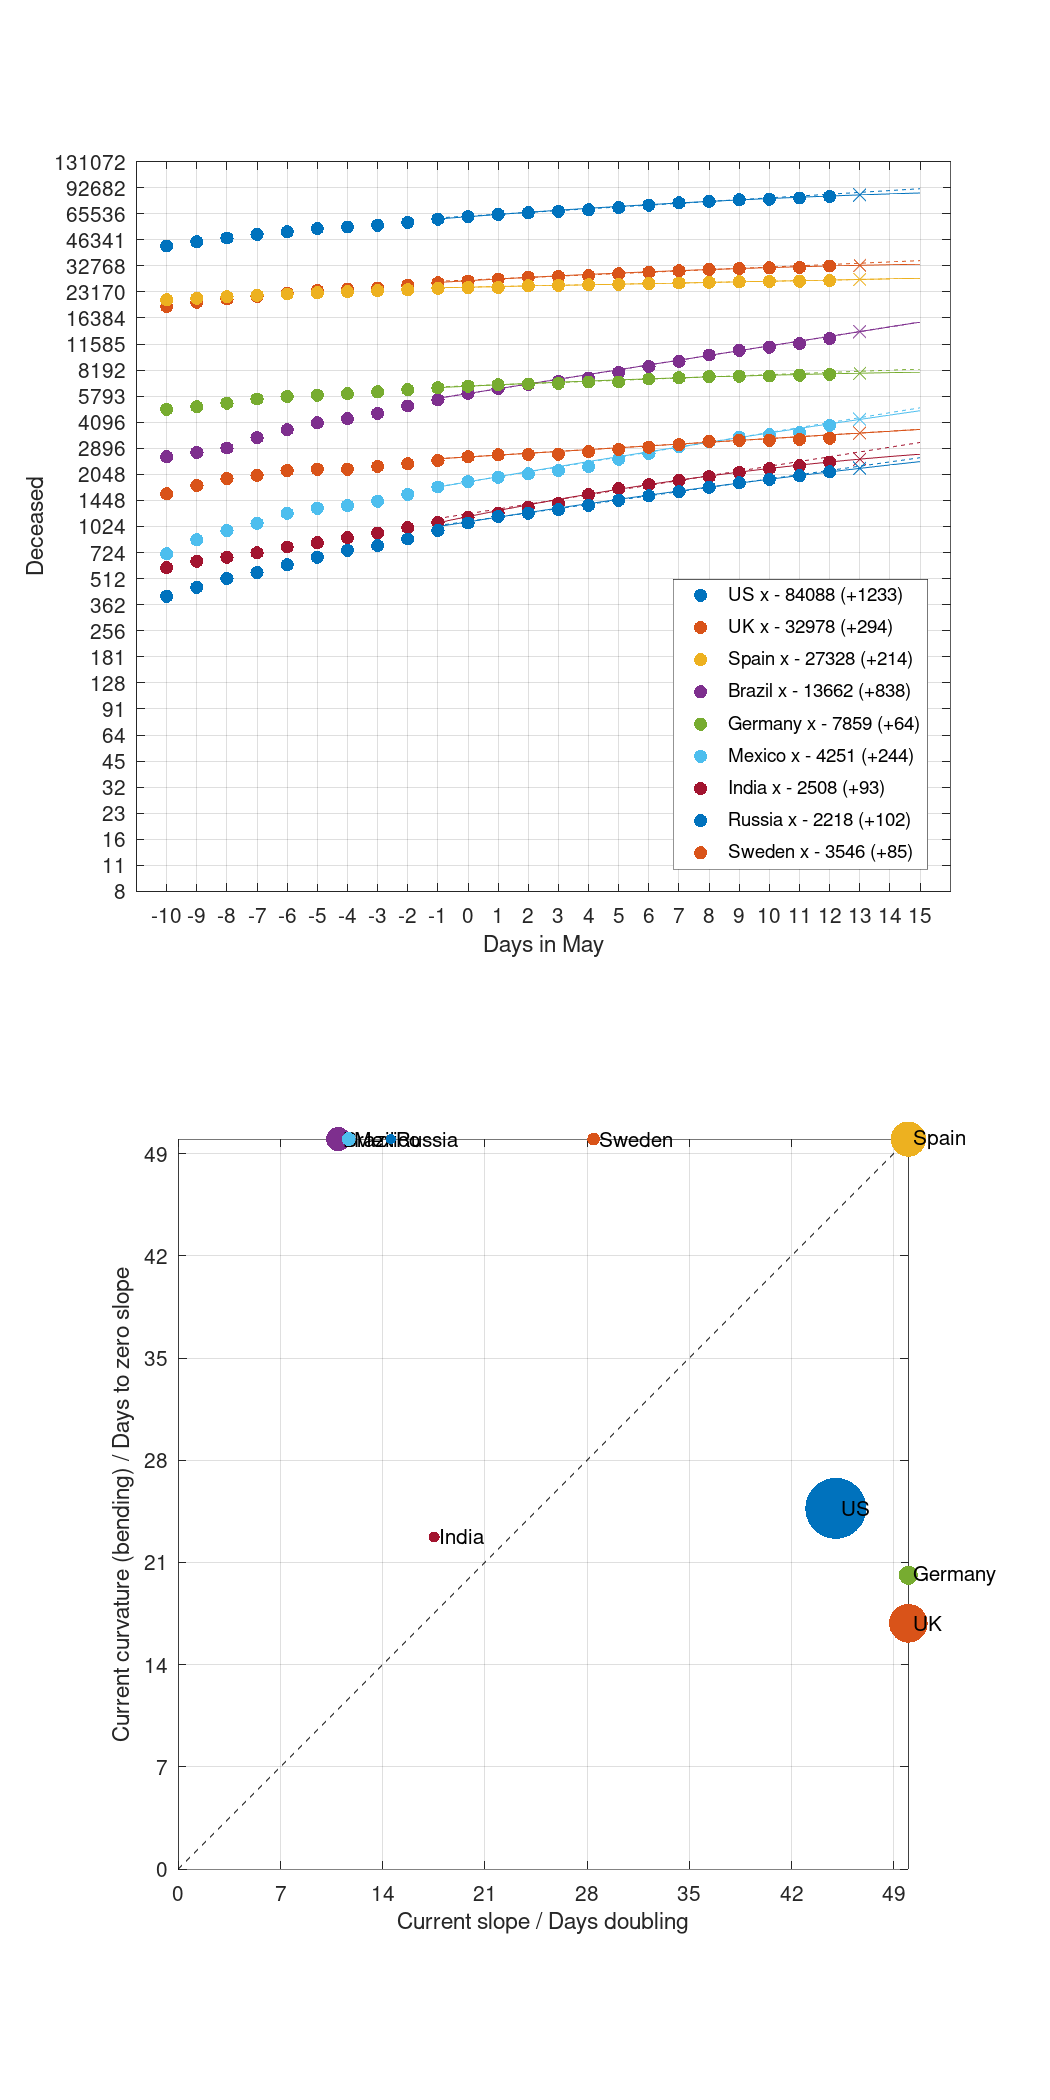 131072
92682
65536
46341
32768
23170
16384
11585
8192
5793
4096
2896
2048
1448
1024
724
512
362
256
181
128
91
64
45
32
23
16
11
8
Deceased
US x - 84088 (+1233)
UK x - 32978 (+294)
Spain x - 27328 (+214)
Brazil x - 13662 (+838)
Germany x - 7859 (+64)
Mexico x - 4251 (+244)
India x - 2508 (+93)
Russia x - 2218 (+102)
Sweden x - 3546 (+85)
-10 -9 -8 -7 -6 -5 -4 -3 -2 -1 0 1 2 3 4 5 6 7 8 9 10 11 12 13 14 15
Days in May
Brazil Mexico Russia Sweden Spain
49
42
35
28
21
14
7
0
Current curvature (bending) / Days to zero slope
US
India
Germany
UK
0 7 14 21 28 35 42 49
Current slope / Days doubling